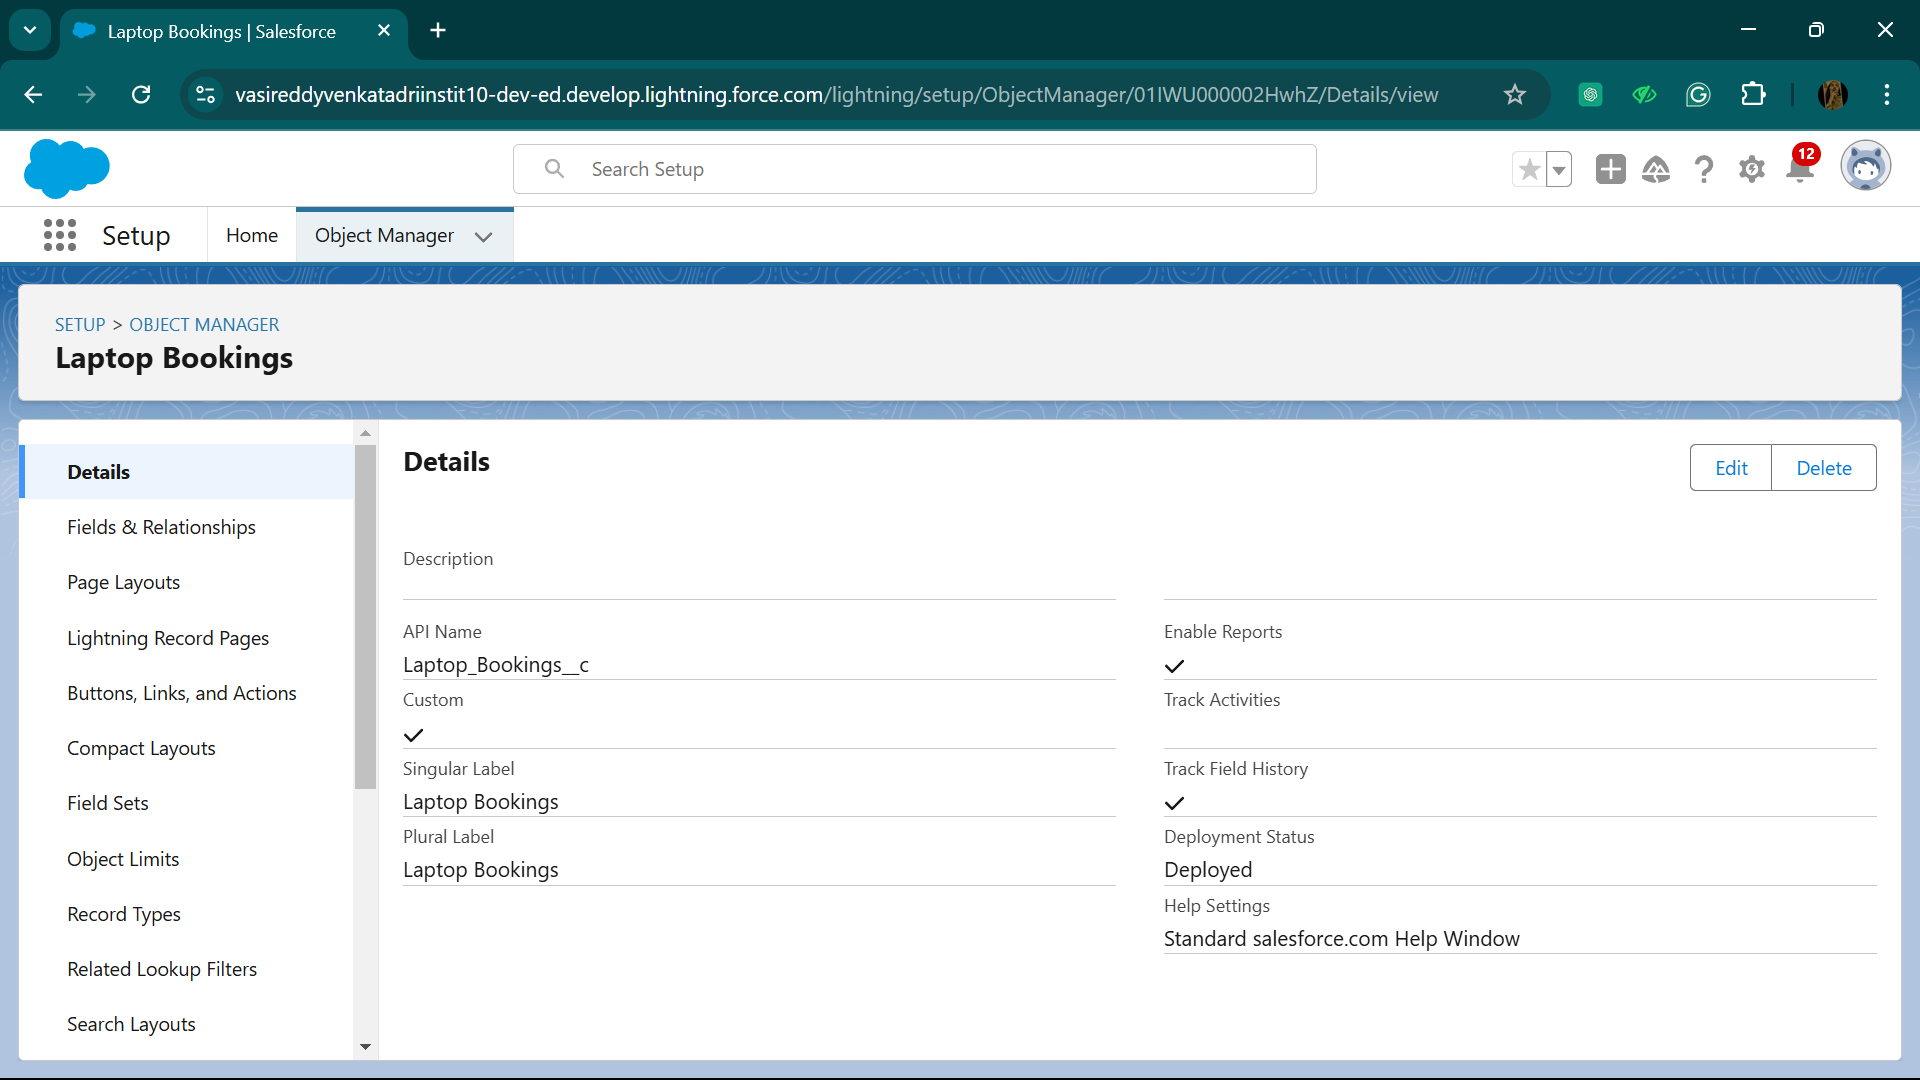 Laptop Bookings | Salesforce
vasireddyvenkatadriinstit10-dev-ed.develop.lightning.force.com/lightning/setup/ObjectManager/01IWU000002HwhZ/Details/view
Search Setup
12
Setup
Home
Object Manager
SETUP > OBJECT MANAGER
Laptop Bookings
Details
Fields & Relationships
Page Layouts
Lightning Record Pages
Buttons, Links, and Actions
Compact Layouts
Field Sets
Object Limits
Record Types
Related Lookup Filters
Search Layouts
Details
Edit
Delete
Description
API Name
Laptop_Bookings__c
Custom
Singular Label
Laptop Bookings
Plural Label
Laptop Bookings
Enable Reports
Track Activities
Track Field History
Deployment Status
Deployed
Help Settings
Standard salesforce.com Help Window